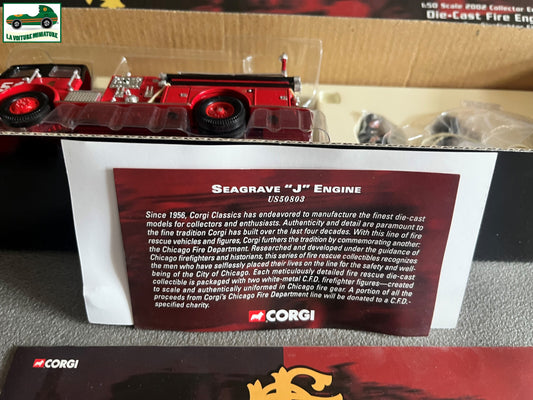 LA VOITURE MINIATURE
1:50 Scale 2002 Collector
Die-Cast Fire
SEAGRAVE "J" ENGINE
US50803
Since 1956, Corgi Classics has endeavored to manufacture the finest die-cast
models for collectors and enthusiasts. Authenticity and detail are paramount to
the fine tradition Corgi has built over the last four decades. With this line of fire
rescue vehicles and figures, Corgi furthers the tradition by commemorating another:
the Chicago Fire Department. Researched and developed under the guidance of
Chicago firefighters and historians, this series of fire rescue collectibles recognizes
the men who have selflessly placed their lives on the line for the safety and well-
being of the City of Chicago. Each meticulously detailed fire rescue die-cast
collectible is packaged with two white-metal C.F.D. firefighter figures—created
to scale and authentically uniformed in Chicago fire gear. A portion of all the
proceeds from Corgi's Chicago Fire Department line will be donated to a C.F.D.-
specified charity.
CORGI
CORGI